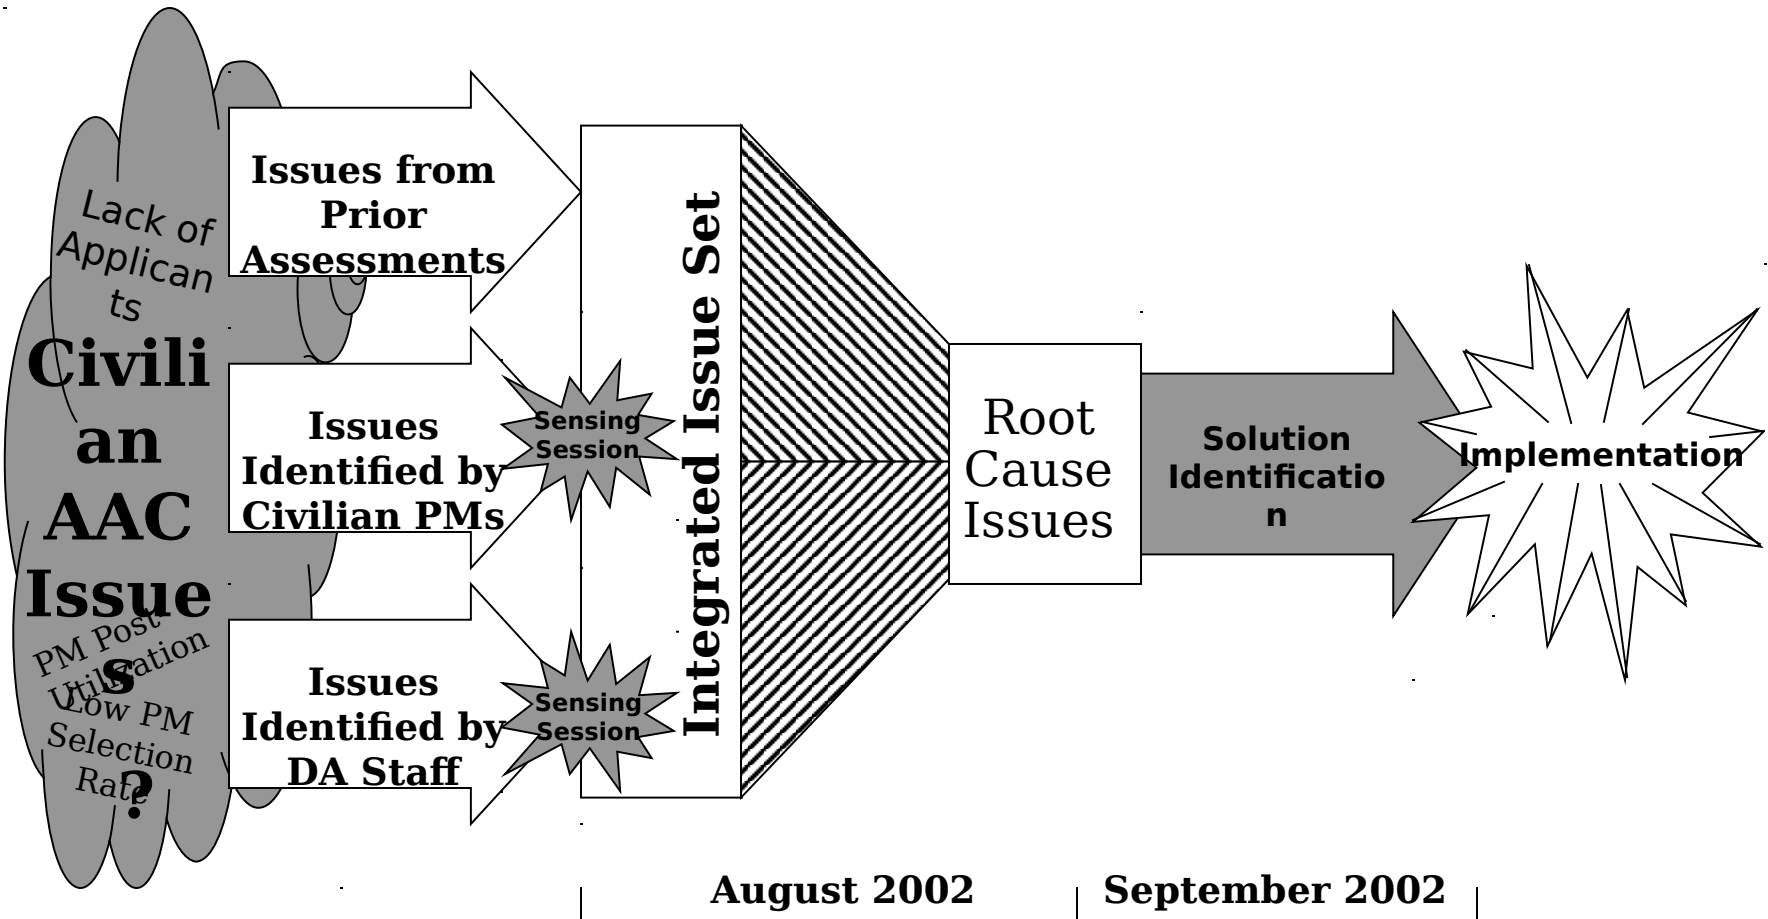 Lack of
Applican
ts
Civili
an
AAC
Issue
s
PM Post-
Utilization
Low PM
Selection
Rate
?
Issues from
Prior
Assessments
Issues
Identified by
Civilian PMs
Issues
Identified by
DA Staff
Sensing
Session
Sensing
Session
Integrated Issue Set
Root
Cause
Issues
Solution
Identificatio
n
Implementation
August 2002
September 2002